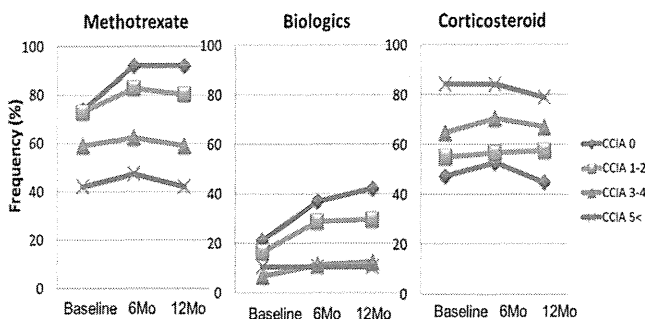 Methotrexate Biologics Corticosteroid
Frequency (%)
100 100 100
80 80 80
60 60 60
40 40 40
20 20 20
0 0 0
Baseline 6Mo 12Mo Baseline 6Mo 12Mo Baseline 6Mo 12Mo
CCIA 0
CCIA 1-2
CCIA 3-4
CCIA 5<